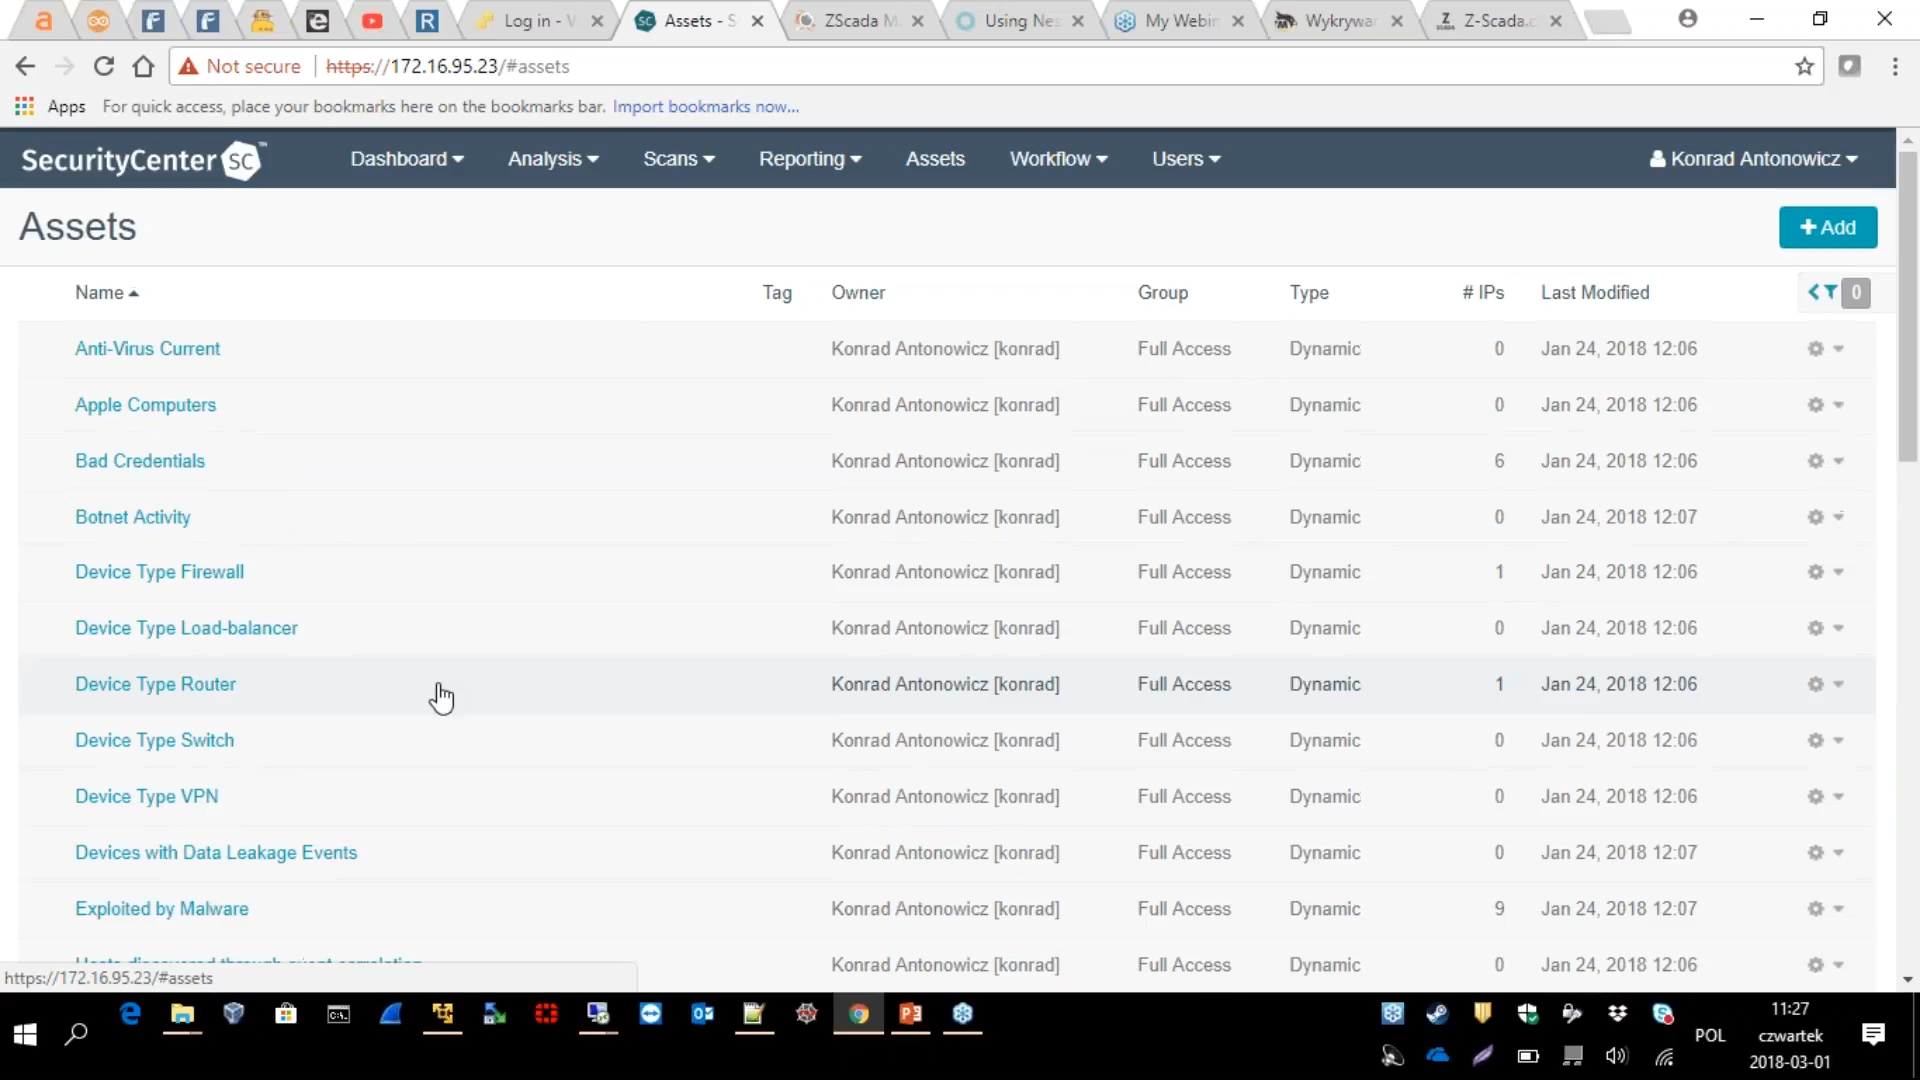 Log in - V
Assets - S
ZScada M
Using Nes
My Webin
Wykrywan
Z-Scada.c
Not secure
https://172.16.95.23/#assets
Apps
For quick access, place your bookmarks here on the bookmarks bar. Import bookmarks now...
SecurityCenter SC™
Dashboard
Analysis
Scans
Reporting
Assets
Workflow
Users
Konrad Antonowicz
Assets
+ Add
Name Tag Owner Group Type # IPs Last Modified 0
Anti-Virus Current Konrad Antonowicz [konrad] Full Access Dynamic 0 Jan 24, 2018 12:06
Apple Computers Konrad Antonowicz [konrad] Full Access Dynamic 0 Jan 24, 2018 12:06
Bad Credentials Konrad Antonowicz [konrad] Full Access Dynamic 6 Jan 24, 2018 12:06
Botnet Activity Konrad Antonowicz [konrad] Full Access Dynamic 0 Jan 24, 2018 12:07
Device Type Firewall Konrad Antonowicz [konrad] Full Access Dynamic 1 Jan 24, 2018 12:06
Device Type Load-balancer Konrad Antonowicz [konrad] Full Access Dynamic 0 Jan 24, 2018 12:06
Device Type Router Konrad Antonowicz [konrad] Full Access Dynamic 1 Jan 24, 2018 12:06
Device Type Switch Konrad Antonowicz [konrad] Full Access Dynamic 0 Jan 24, 2018 12:06
Device Type VPN Konrad Antonowicz [konrad] Full Access Dynamic 0 Jan 24, 2018 12:06
Devices with Data Leakage Events Konrad Antonowicz [konrad] Full Access Dynamic 0 Jan 24, 2018 12:07
Exploited by Malware Konrad Antonowicz [konrad] Full Access Dynamic 9 Jan 24, 2018 12:07
Hosts discovered through event correlation Konrad Antonowicz [konrad] Full Access Dynamic 0 Jan 24, 2018 12:06
https://172.16.95.23/#assets
POL
11:27
czwartek
2018-03-01